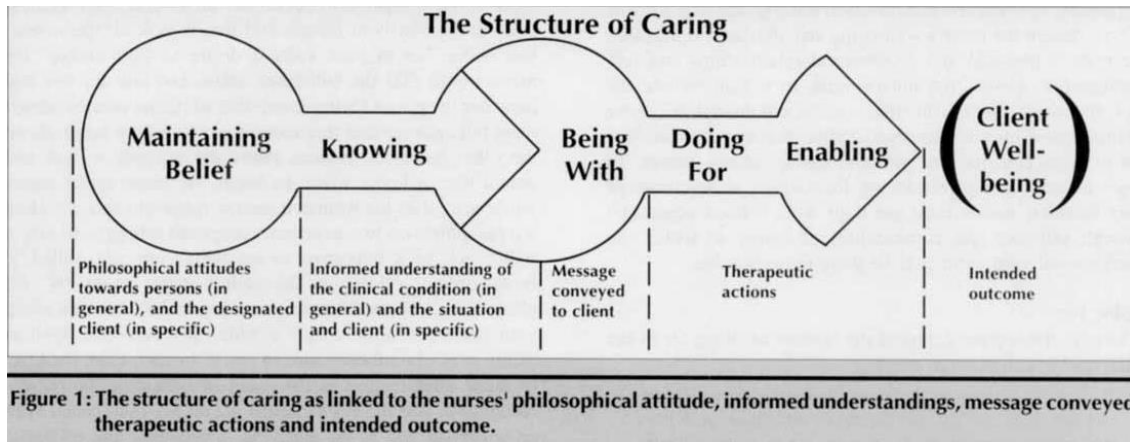 The Structure of Caring
Maintaining
Belief
Knowing
Being
With
Doing
For
Enabling
Client
Well-
being
Philosophical attitudes
towards persons (in
general), and the designated
client (in specific)
Informed understanding of
the clinical condition (in
general) and the situation
and client (in specific)
Message
conveyed
to client
Therapeutic
actions
Intended
outcome
Figure 1: The structure of caring as linked to the nurses' philosophical attitude, informed understandings, message conveyed
therapeutic actions and intended outcome.